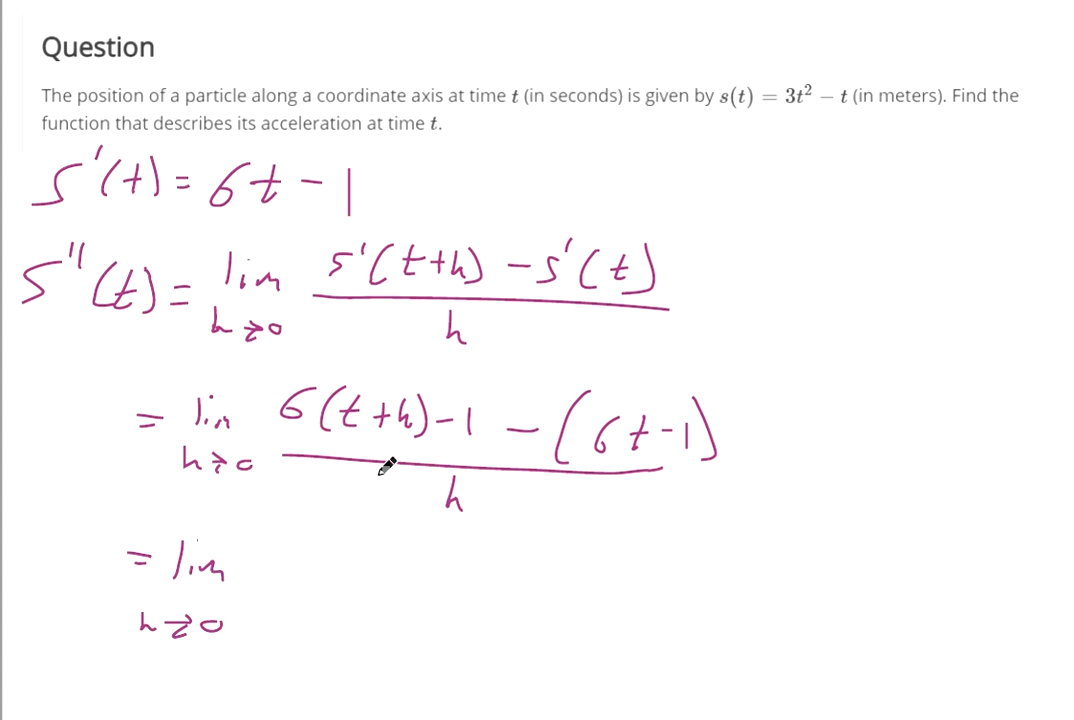 Question
The position of a particle along a coordinate axis at time t (in seconds) is given by s(t) = 3t² − t (in meters). Find the
function that describes its acceleration at time t.
s'(t) = 6t - 1
s''(t) = lim s'(t+h) - s'(t)
h→0 h
= lim 6(t+h)-1 - (6t-1)
h→0 h
= lim
h→0